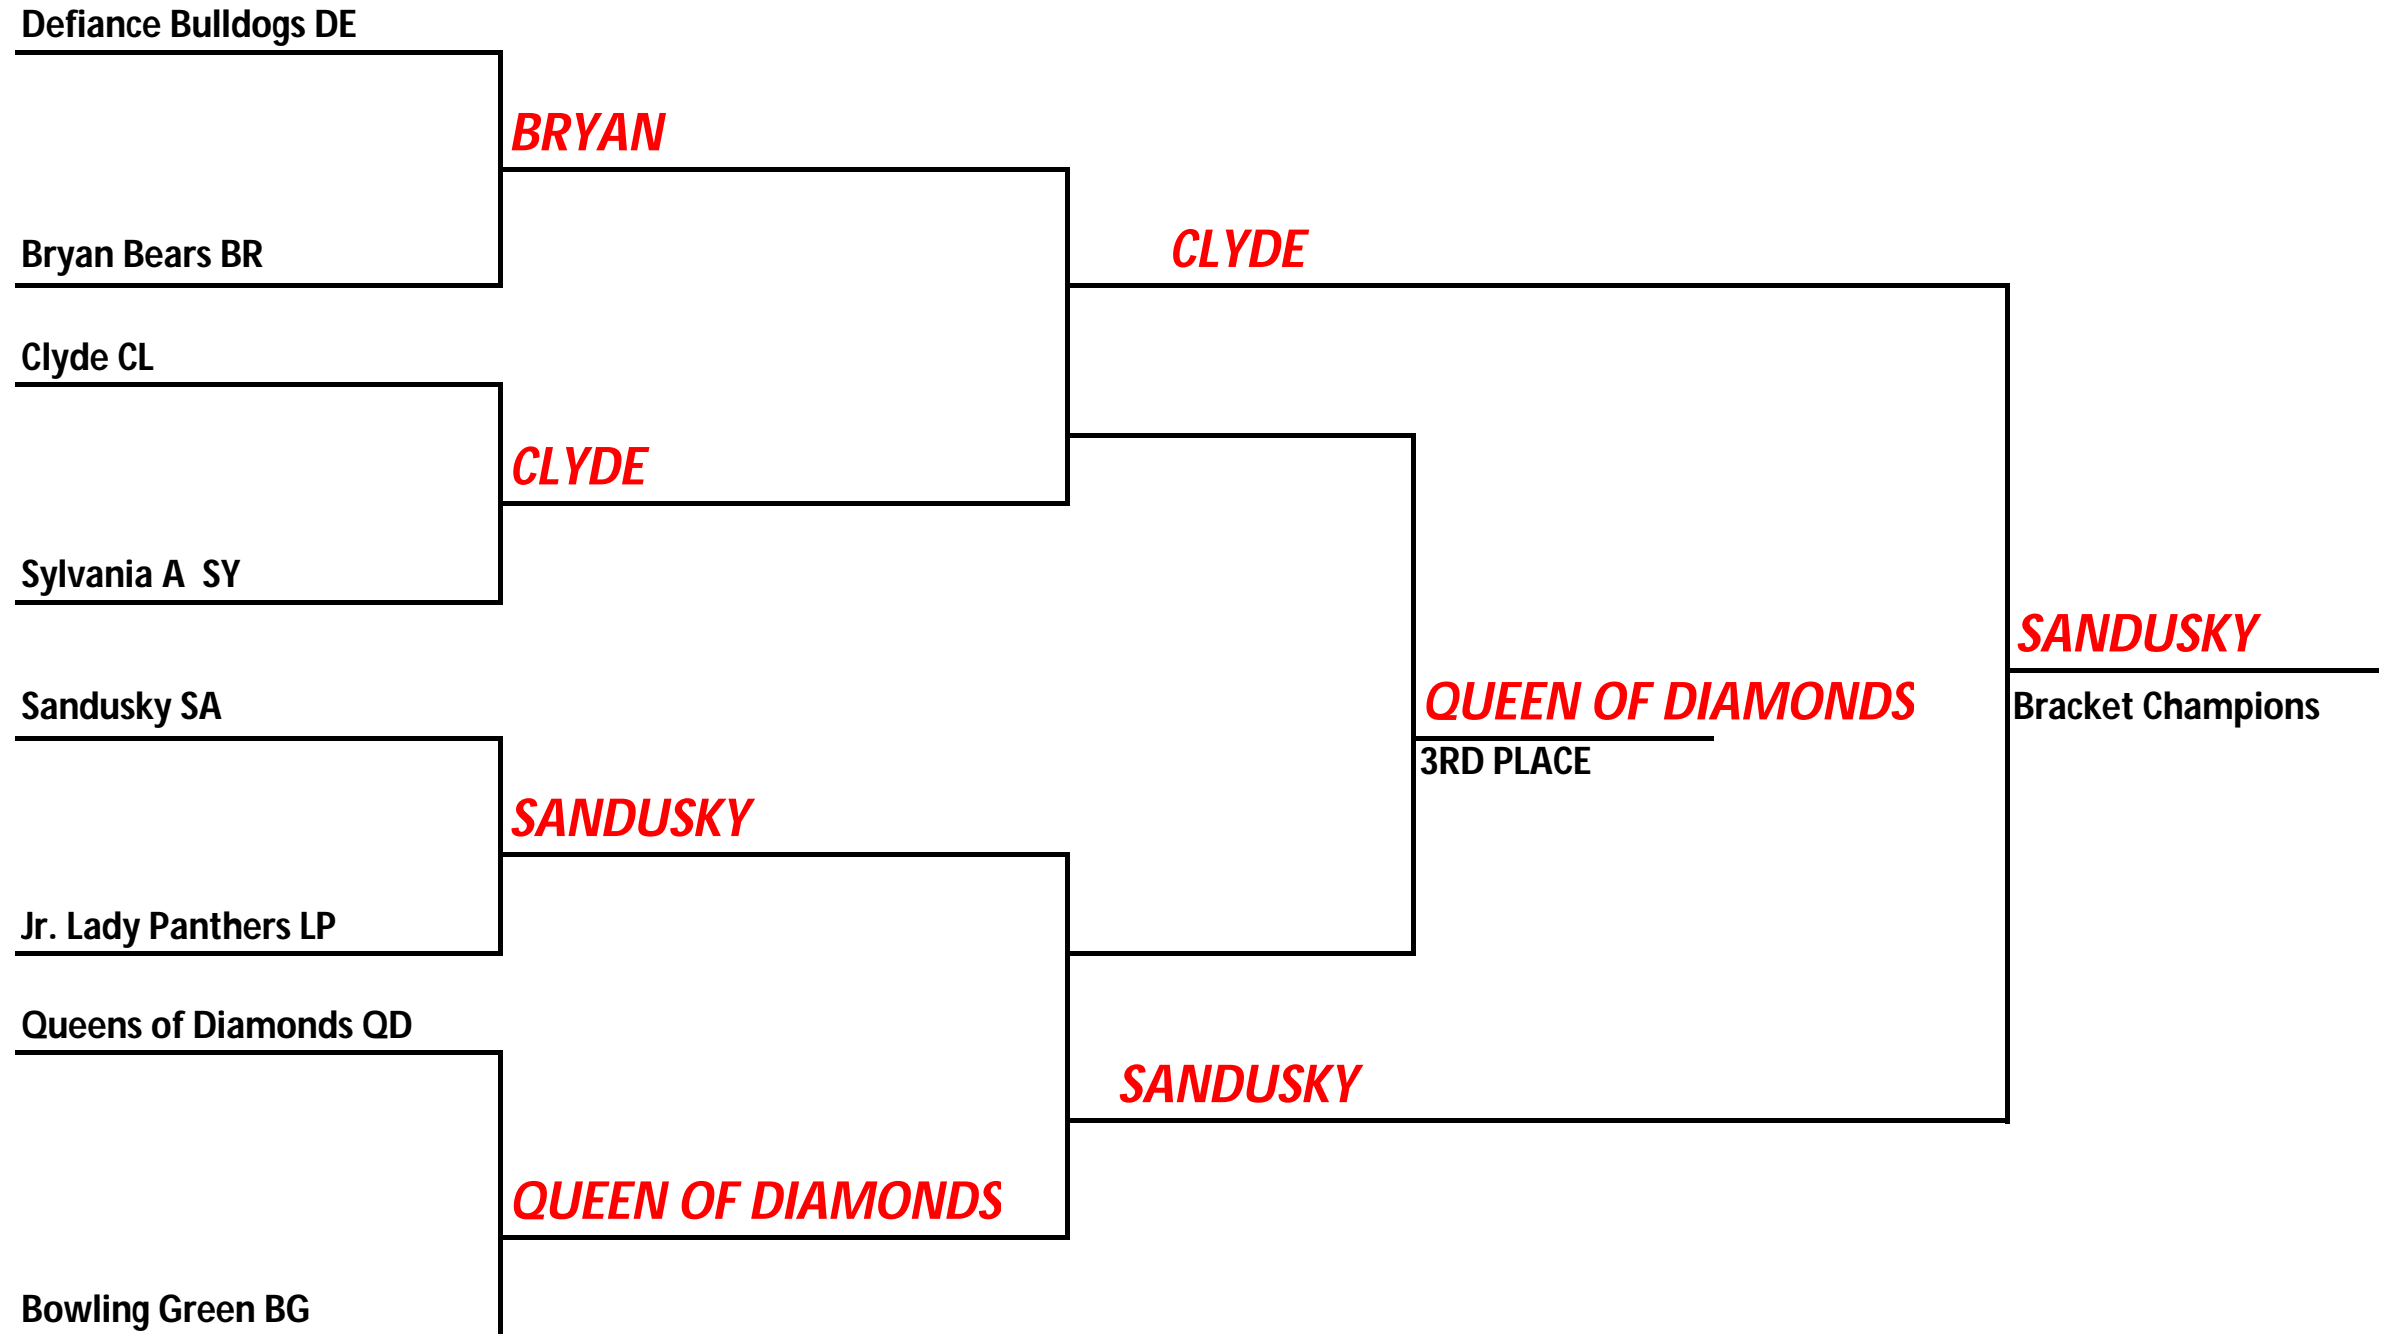 Defiance Bulldogs DE
BRYAN
Bryan Bears BR
CLYDE
Clyde CL
CLYDE
Sylvania A  SY
SANDUSKY
Sandusky SA
QUEEN OF DIAMONDS
Bracket Champions
3RD PLACE
SANDUSKY
Jr. Lady Panthers LP
Queens of Diamonds QD
SANDUSKY
QUEEN OF DIAMONDS
Bowling Green BG